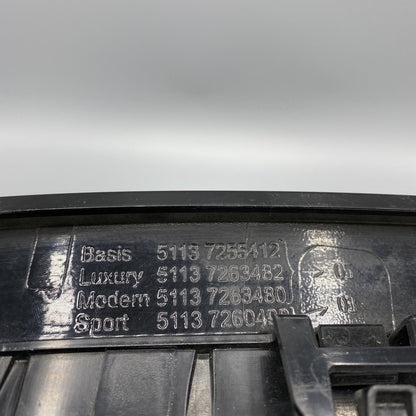 Basis 5113 7255412
Luxury 5113 7263482
Modern 5113 7263480
Sport 5113